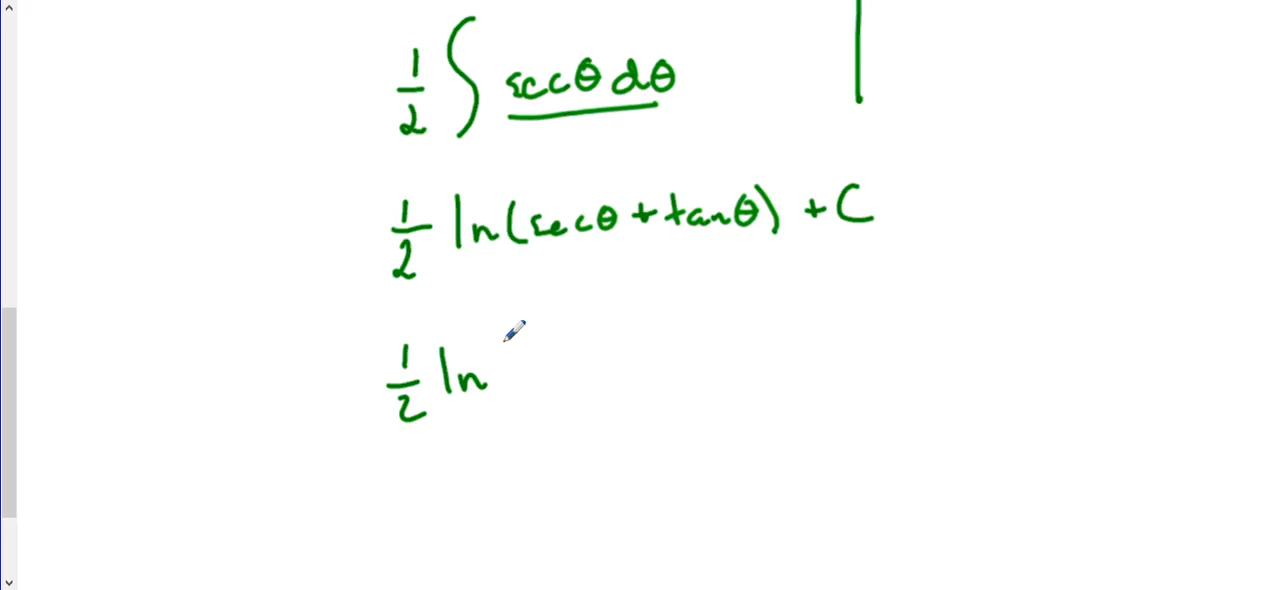 1/2 ∫ secθ dθ
1/2 ln(secθ + tanθ) + C
1/2 ln